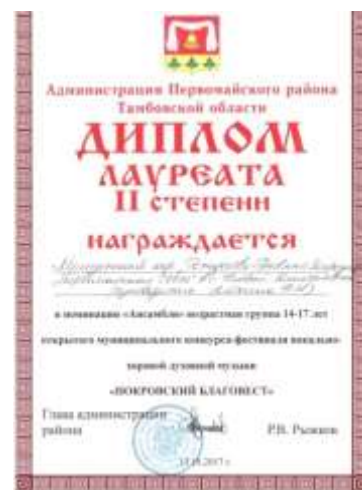 Администрация Первомайского района
Тамбовской области
ДИПЛОМ
ЛАУРЕАТА
II степени
награждается
в номинации «Ансамбли» возрастная группа 14-17 лет
открытого муниципального конкурса-фестиваля вокально-
хоровой духовной музыки
«ПОКРОВСКИЙ БЛАГОВЕСТ»
Глава администрации
района
Р.В. Рыжков
2017 г.